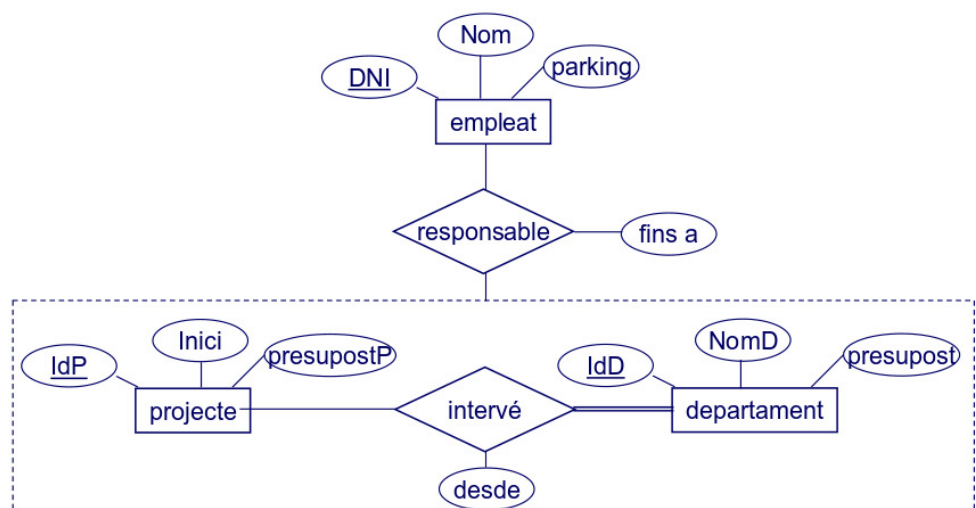 Nom
DNI
parking
empleat
responsable
fins a
Inici
IdP
presupostP
projecte
intervé
desde
NomD
IdD
presupost
departament